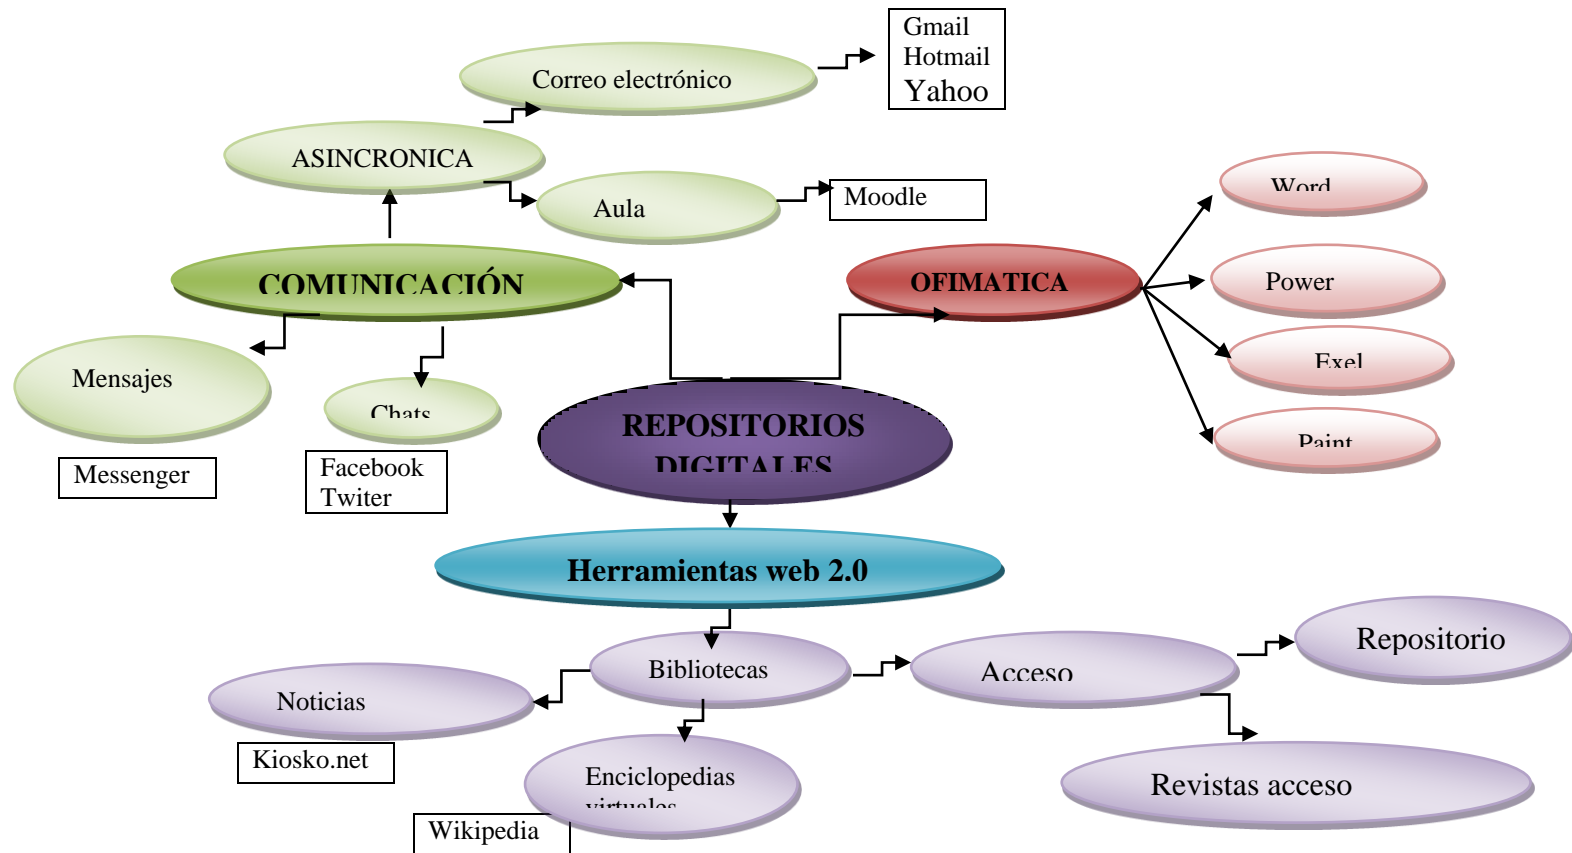 Gmail
Hotmail
Yahoo
Correo electrónico
ASINCRONICA
Aula
Moodle
Word
COMUNICACIÓN
OFIMATICA
Power
Exel
Mensajes
Chats
Paint
REPOSITORIOS
DIGITALES
Messenger
Facebook
Twiter
Herramientas web 2.0
Bibliotecas
Acceso
Repositorio
Noticias
Kiosko.net
Enciclopedias
virtuales
Revistas acceso
Wikipedia